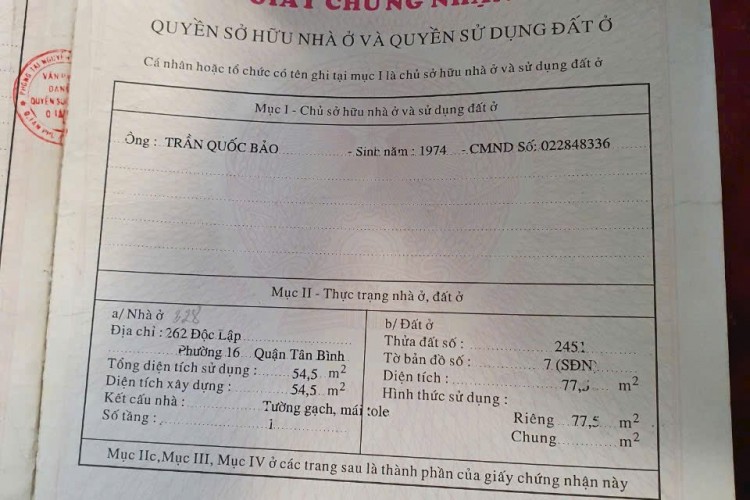 GIẤY CHỨNG NHẬN
QUYỀN SỞ HỮU NHÀ Ở VÀ QUYỀN SỬ DỤNG ĐẤT Ở
Cá nhân hoặc tổ chức có tên ghi tại mục I là chủ sở hữu nhà ở và sử dụng đất ở
Mục I - Chủ sở hữu nhà ở và sử dụng đất ở
Ông : TRẦN QUỐC BẢO - Sinh năm : 1974 - CMND Số: 022848336
Mục II - Thực trạng nhà ở, đất ở
a/ Nhà ở 328
Địa chỉ : 262 Độc Lập
Phường 16 Quận Tân Bình
Tổng diện tích sử dụng : 54,5 m2
Diện tích xây dựng : 54,5 m2
Kết cấu nhà : Tường gạch, mái tole
Số tầng : 1
b/ Đất ở
Thửa đất số : 2451
Tờ bản đồ số : 7 (SĐN)
Diện tích : 77,5 m2
Hình thức sử dụng :
Riêng 77,5 m2
Chung m2
Mục IIc,Mục III, Mục IV ở các trang sau là thành phần của giấy chứng nhận này